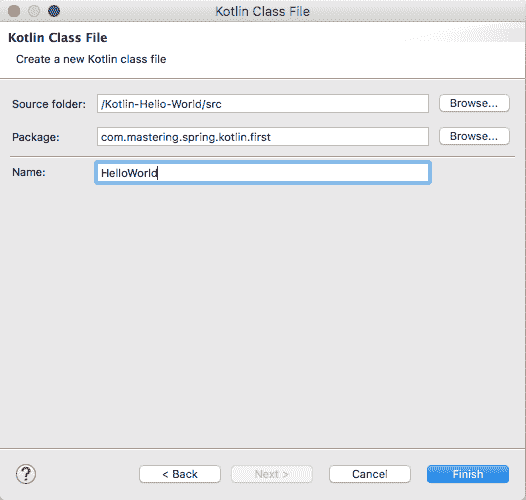 Kotlin Class File
Kotlin Class File
Create a new Kotlin class file
Source folder: /Kotlin-Hello-World/src Browse...
Package: com.mastering.spring.kotlin.first Browse...
Name: HelloWorld
? < Back Next > Cancel Finish